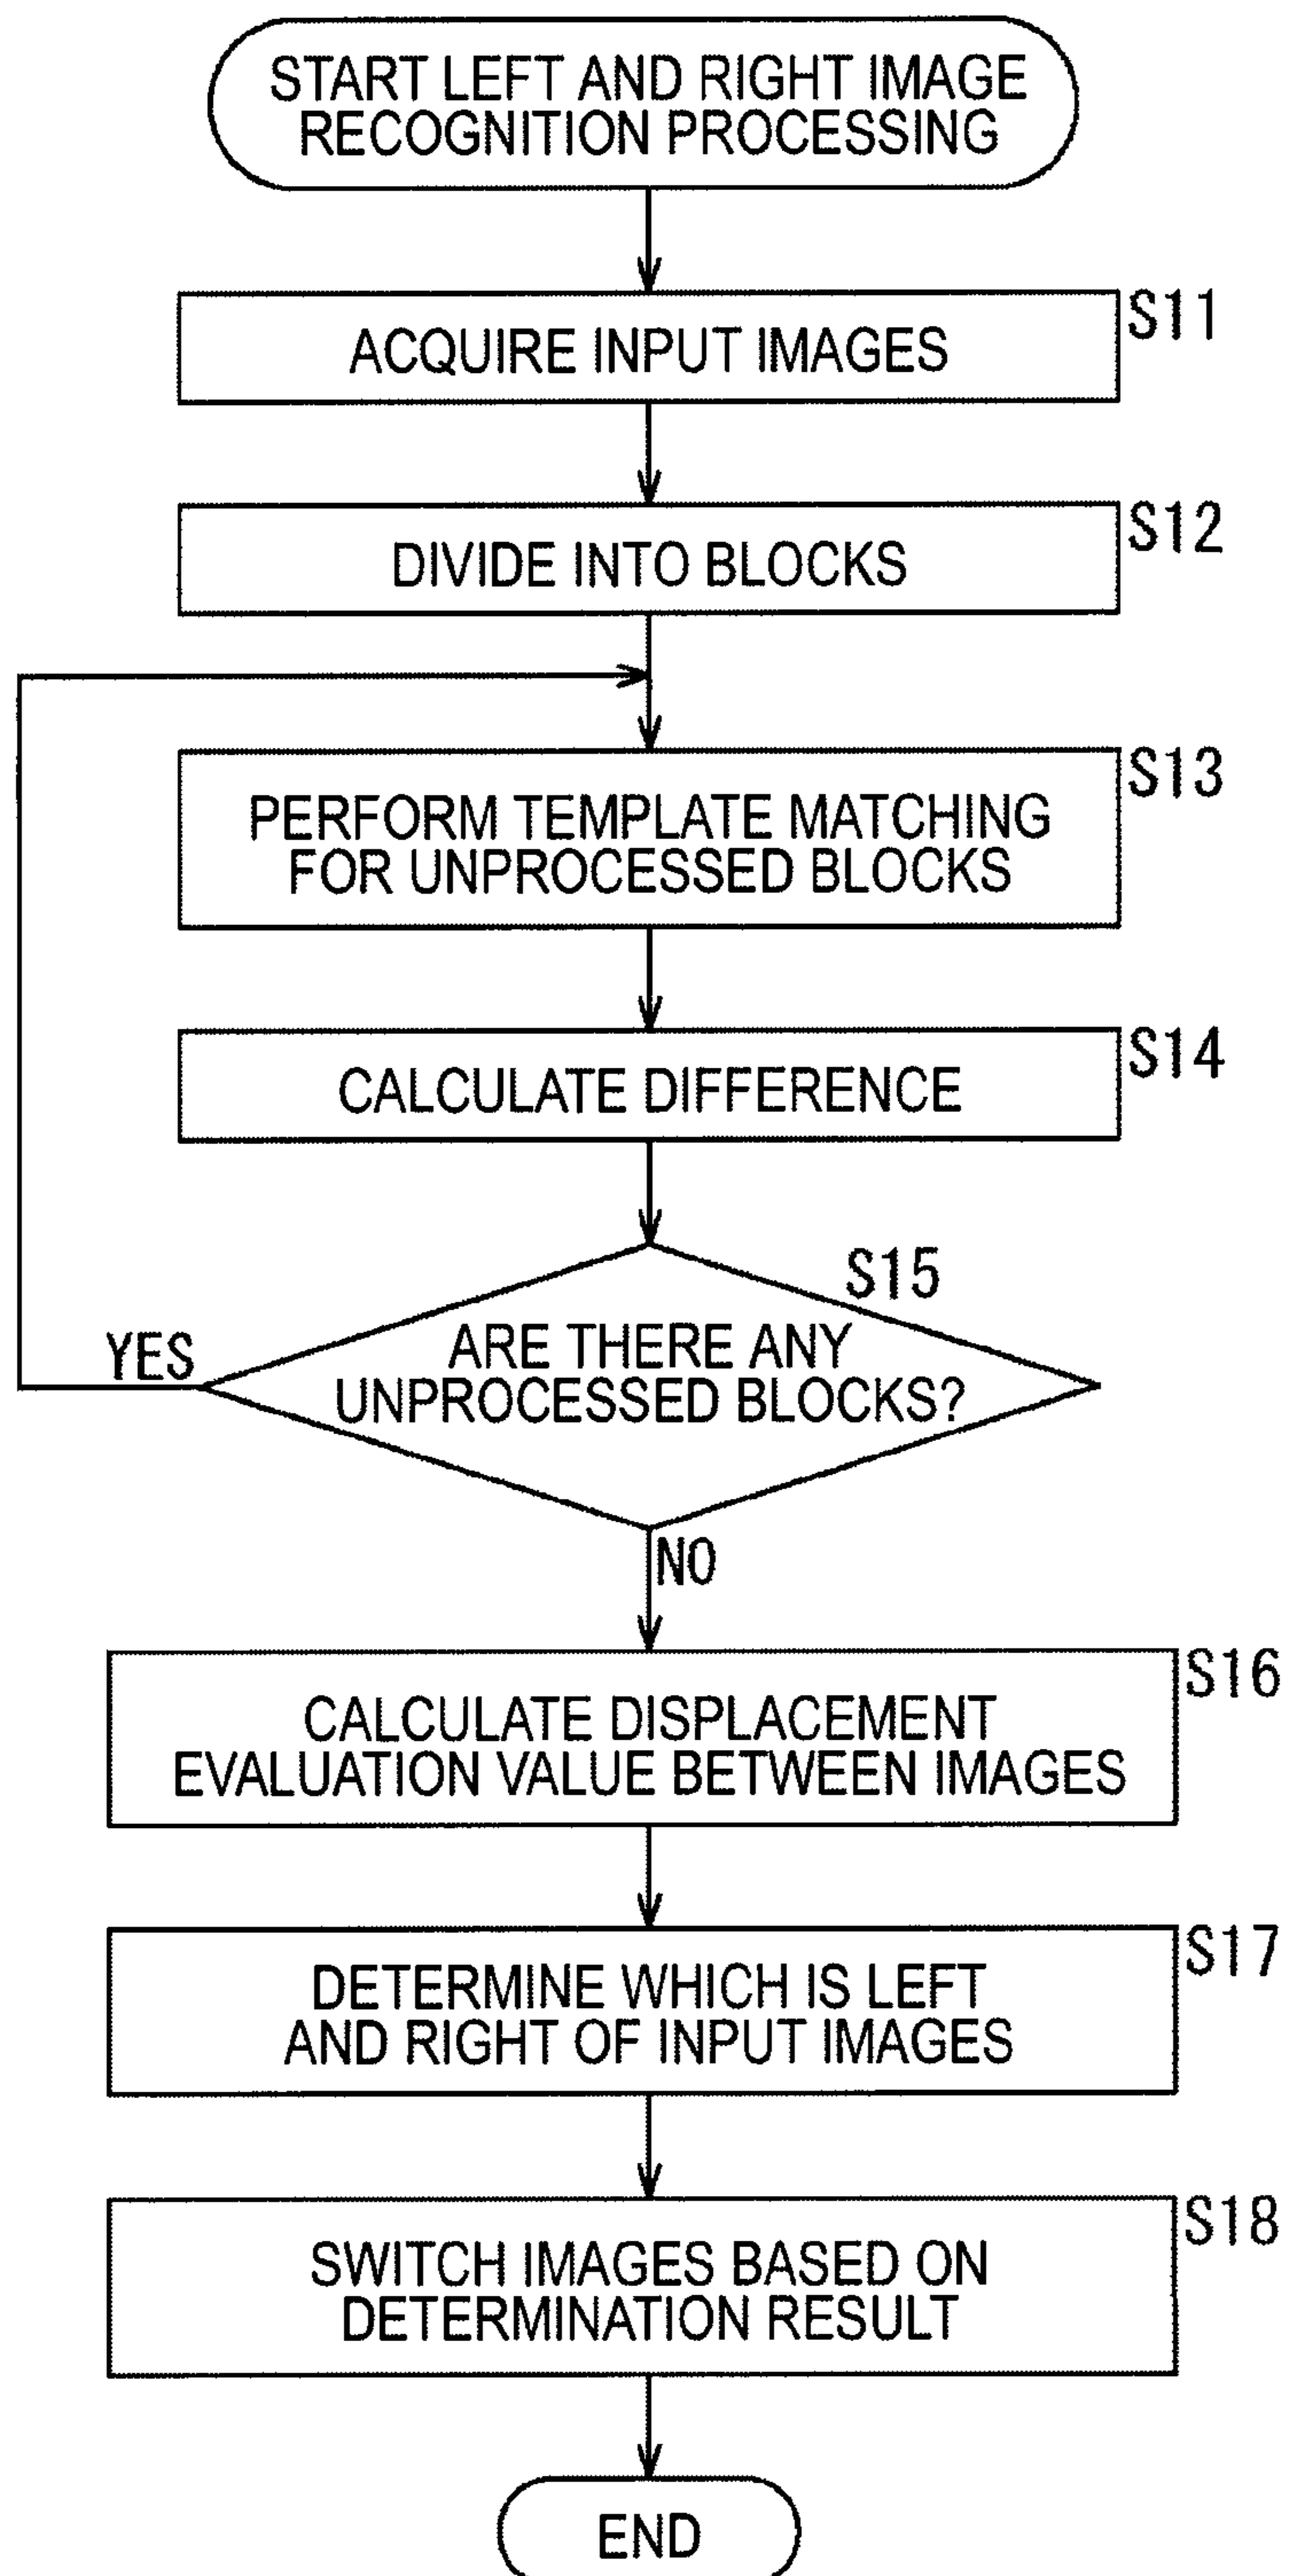 START LEFT AND RIGHT IMAGE
RECOGNITION PROCESSING
S11
ACQUIRE INPUT IMAGES
S12
DIVIDE INTO BLOCKS
S13
PERFORM TEMPLATE MATCHING
FOR UNPROCESSED BLOCKS
S14
CALCULATE DIFFERENCE
S15
ARE THERE ANY
UNPROCESSED BLOCKS?
YES
NO
S16
CALCULATE DISPLACEMENT
EVALUATION VALUE BETWEEN IMAGES
S17
DETERMINE WHICH IS LEFT
AND RIGHT OF INPUT IMAGES
S18
SWITCH IMAGES BASED ON
DETERMINATION RESULT
END